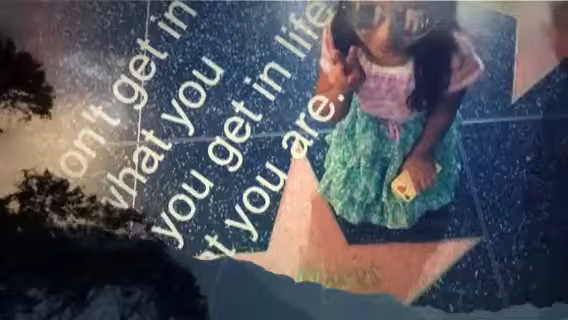 on't get in
what you
you get in life
t you are.